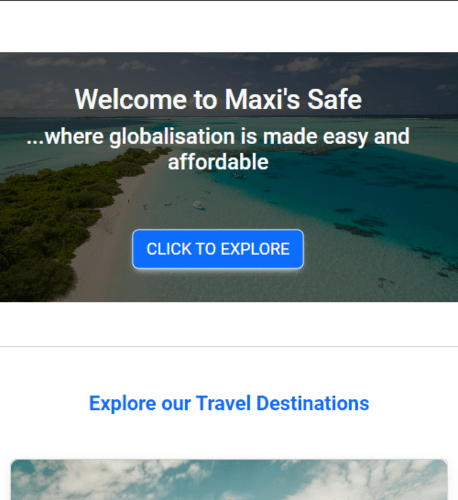 Welcome to Maxi's Safe
...where globalisation is made easy and
affordable
CLICK TO EXPLORE
Explore our Travel Destinations